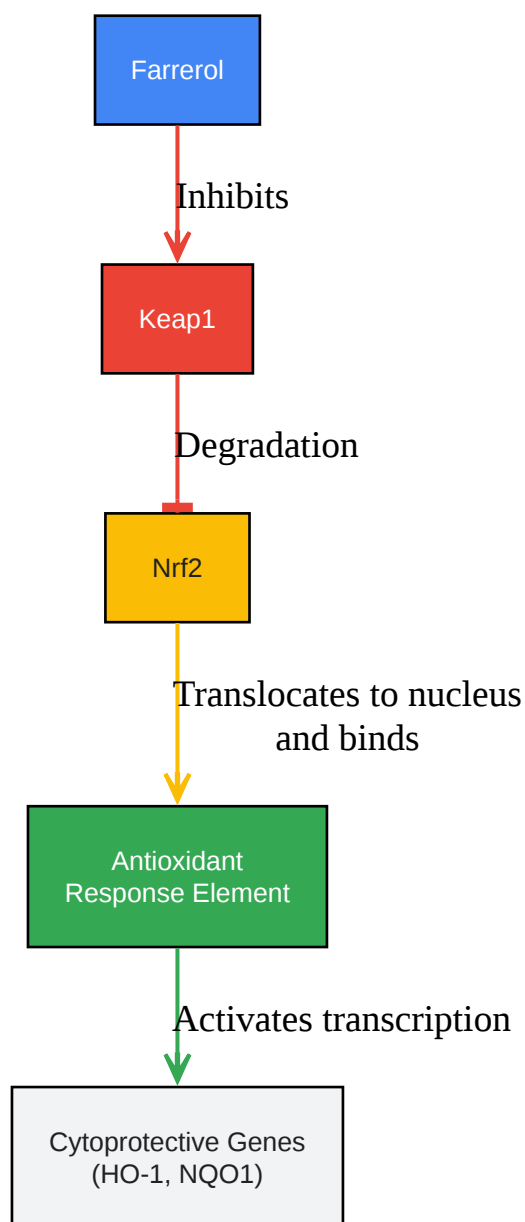 Farrerol
Inhibits
Keap1
Degradation
Nrf2
Translocates to nucleus
and binds
Antioxidant
Response Element
Activates transcription
Cytoprotective Genes
(HO-1, NQO1)